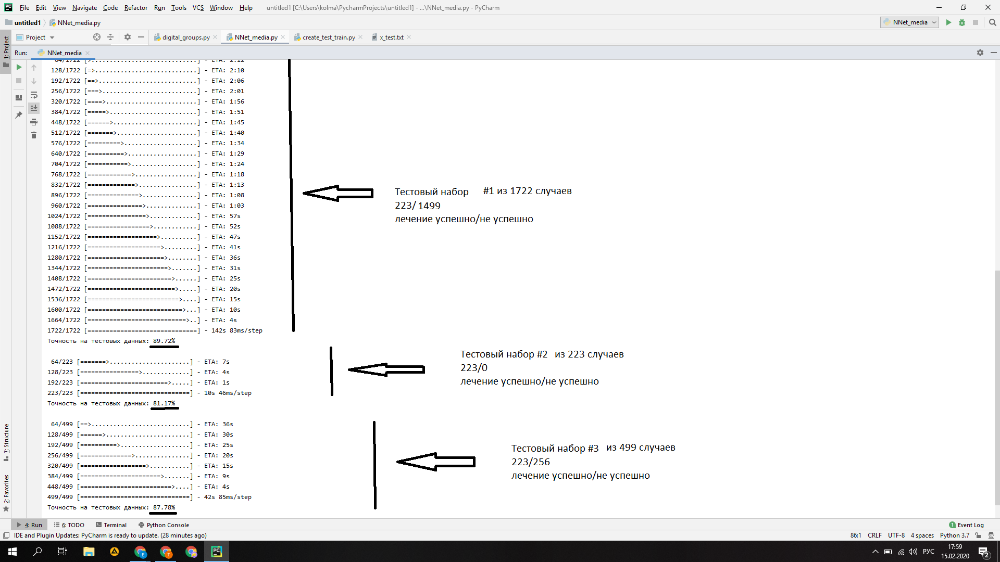 File Edit View Navigate Code Refactor Run Tools VCS Window Help untitled1 [C:\Users\kolma\PycharmProjects\untitled1] - ...\NNet_media.py - PyCharm
untitled1 NNet_media.py NNet_media
Project digital_groups.py NNet_media.py create_test_train.py x_test.txt
Run: NNet_media
1: Project
64/1722 [>.............................] - ETA: 2:12
128/1722 [=>............................] - ETA: 2:10
192/1722 [==>...........................] - ETA: 2:06
256/1722 [===>..........................] - ETA: 2:01
320/1722 [====>.........................] - ETA: 1:56
384/1722 [=====>........................] - ETA: 1:51
448/1722 [======>.......................] - ETA: 1:45
512/1722 [=======>......................] - ETA: 1:40
576/1722 [=========>....................] - ETA: 1:34
640/1722 [==========>...................] - ETA: 1:29
704/1722 [===========>..................] - ETA: 1:24
768/1722 [============>.................] - ETA: 1:18
832/1722 [=============>................] - ETA: 1:13
896/1722 [==============>...............] - ETA: 1:08
960/1722 [===============>..............] - ETA: 1:03
1024/1722 [================>.............] - ETA: 57s
1088/1722 [=================>............] - ETA: 52s
1152/1722 [===================>..........] - ETA: 47s
1216/1722 [====================>.........] - ETA: 41s
1280/1722 [=====================>........] - ETA: 36s
1344/1722 [======================>.......] - ETA: 31s
1408/1722 [=======================>......] - ETA: 25s
1472/1722 [========================>.....] - ETA: 20s
1536/1722 [=========================>....] - ETA: 15s
1600/1722 [==========================>...] - ETA: 10s
1664/1722 [===========================>..] - ETA: 4s
1722/1722 [==============================] - 142s 83ms/step
Точность на тестовых данных: 89.72%
Тестовый набор #1 из 1722 случаев
223/1499
лечение успешно/не успешно
64/223 [=======>......................] - ETA: 7s
128/223 [================>.............] - ETA: 4s
192/223 [========================>.....] - ETA: 1s
223/223 [==============================] - 10s 46ms/step
Точность на тестовых данных: 81.17%
Тестовый набор #2 из 223 случаев
223/0
лечение успешно/не успешно
64/499 [==>...........................] - ETA: 36s
128/499 [======>.......................] - ETA: 30s
192/499 [==========>...................] - ETA: 25s
256/499 [==============>...............] - ETA: 20s
320/499 [==================>...........] - ETA: 15s
384/499 [======================>.......] - ETA: 9s
448/499 [=========================>....] - ETA: 4s
499/499 [==============================] - 42s 85ms/step
Точность на тестовых данных: 87.78%
Тестовый набор #3 из 499 случаев
223/256
лечение успешно/не успешно
7: Structure
2: Favorites
4: Run 6: TODO Terminal Python Console 1 Event Log
IDE and Plugin Updates: PyCharm is ready to update. (28 minutes ago) 86:1 CRLF UTF-8 4 spaces Python 3.7
РУС 17:59
15.02.2020 2